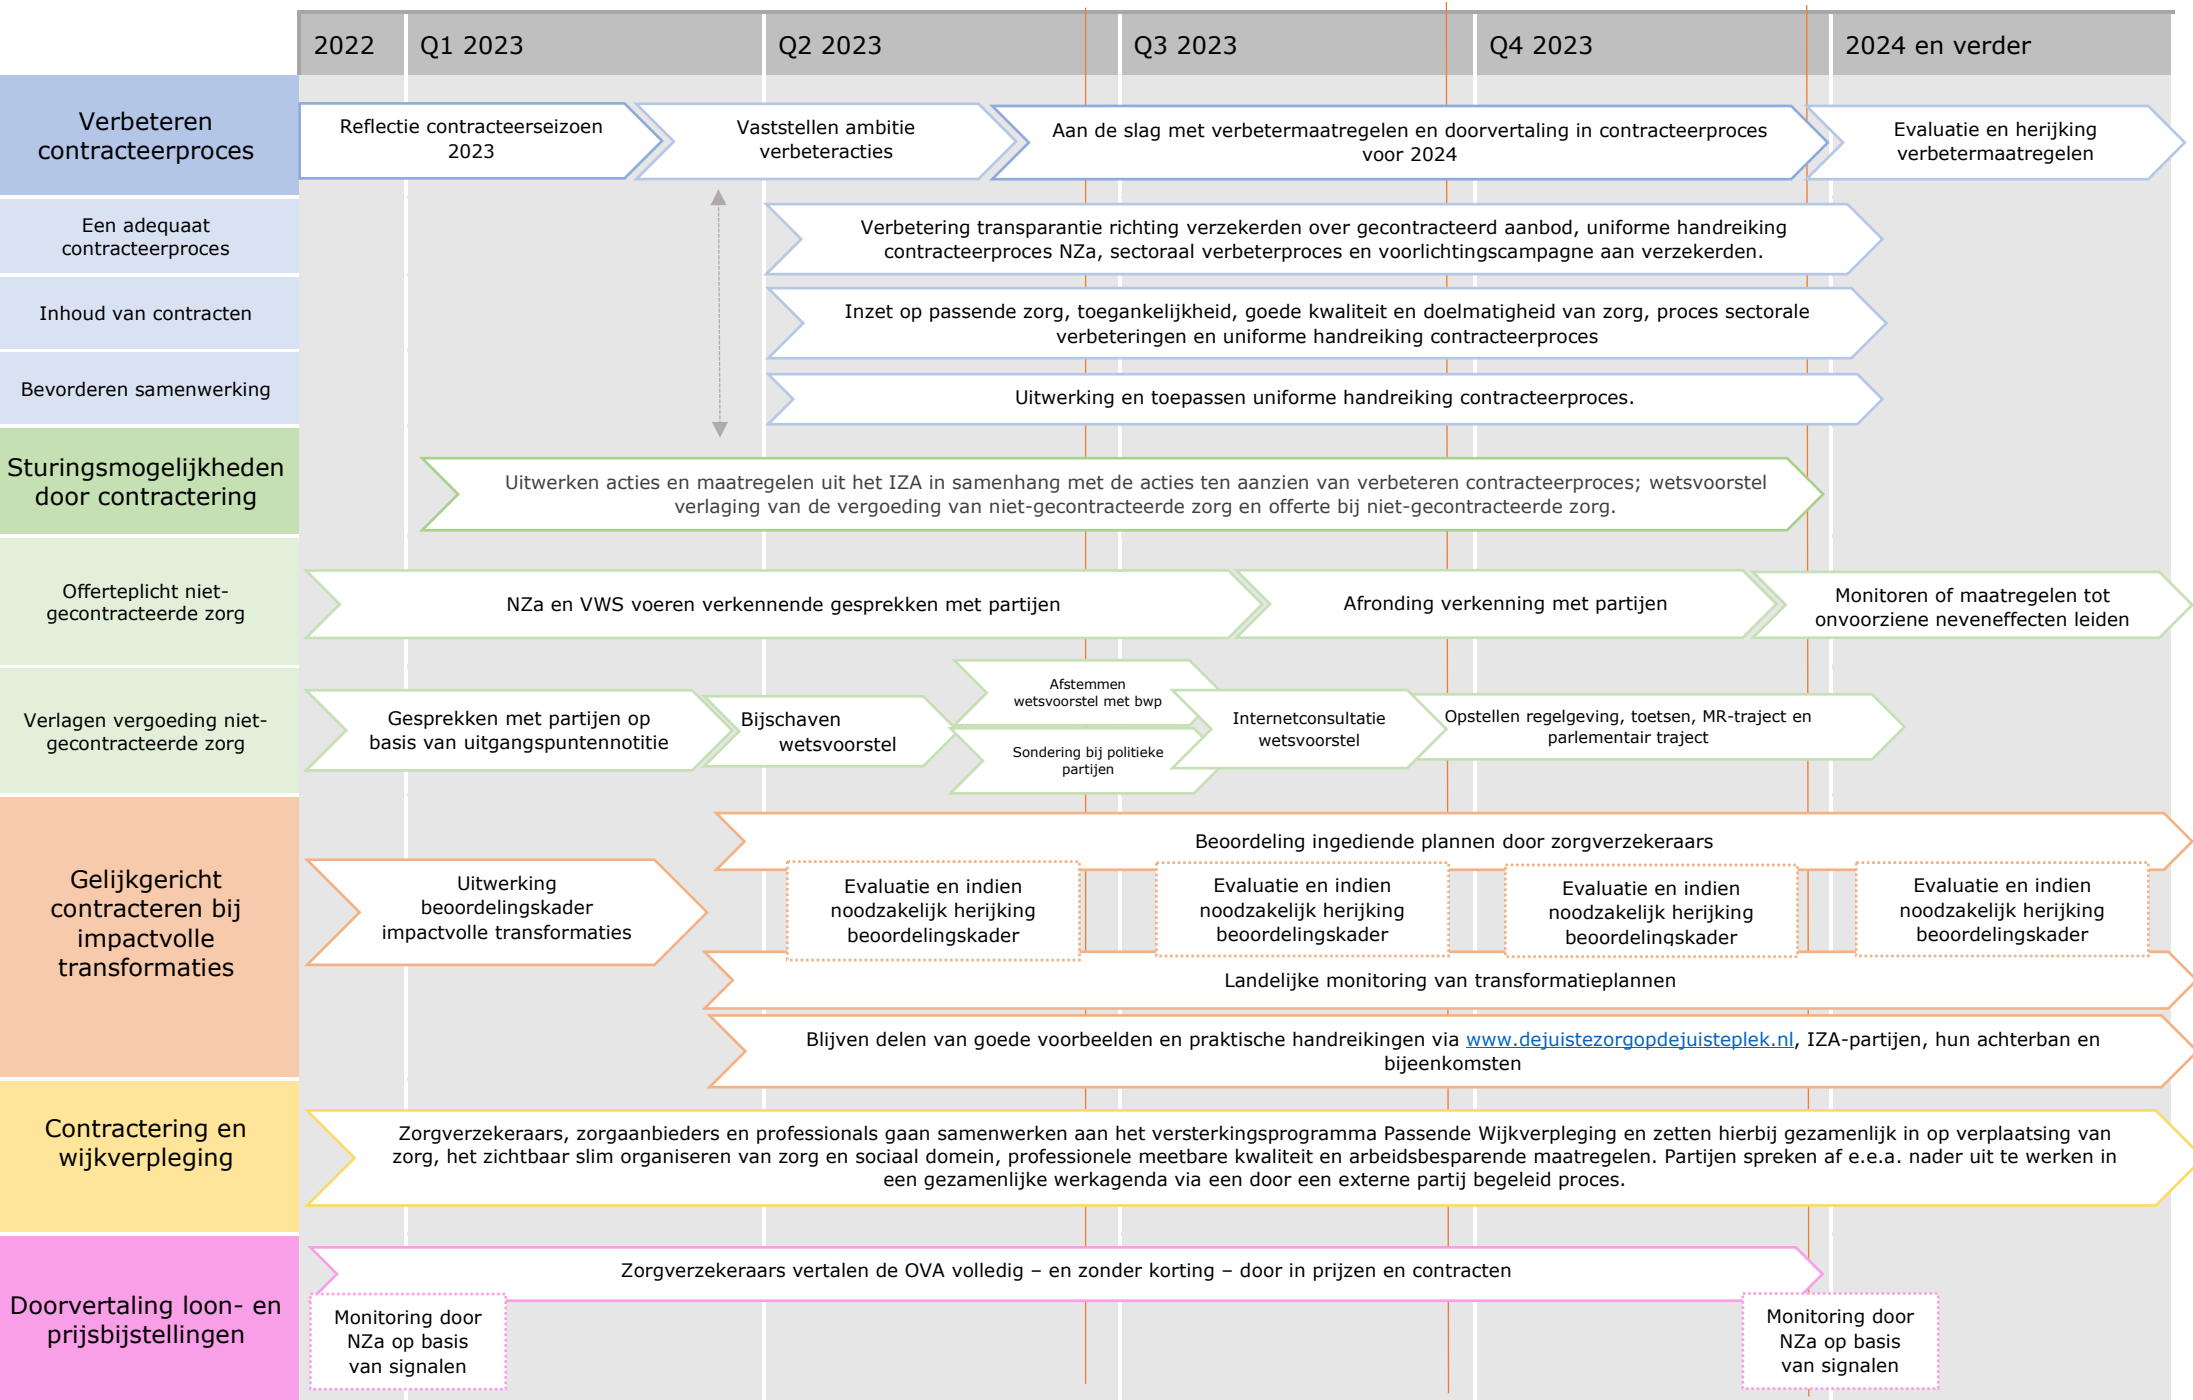 2022
Q1 2023
Q2 2023
Q3 2023
Q4 2023
2024 en verder
Verbeteren
contracteerproces
Reflectie contracteerseizoen
2023
Vaststellen ambitie
verbeteracties
Aan de slag met verbetermaatregelen en doorvertaling in contracteerproces
voor 2024
Evaluatie en herijking
verbetermaatregelen
Een adequaat
contracteerproces
Verbetering transparantie richting verzekerden over gecontracteerd aanbod, uniforme handreiking
contracteerproces NZa, sectoraal verbeterproces en voorlichtingscampagne aan verzekerden.
Inhoud van contracten
Inzet op passende zorg, toegankelijkheid, goede kwaliteit en doelmatigheid van zorg, proces sectorale
verbeteringen en uniforme handreiking contracteerproces
Bevorderen samenwerking
Uitwerking en toepassen uniforme handreiking contracteerproces.
Sturingsmogelijkheden
door contractering
Uitwerken acties en maatregelen uit het IZA in samenhang met de acties ten aanzien van verbeteren contracteerproces; wetsvoorstel
verlaging van de vergoeding van niet-gecontracteerde zorg en offerte bij niet-gecontracteerde zorg.
Offerteplicht niet-
gecontracteerde zorg
NZa en VWS voeren verkennende gesprekken met partijen
Afronding verkenning met partijen
Monitoren of maatregelen tot
onvoorziene neveneffecten leiden
Verlagen vergoeding niet-
gecontracteerde zorg
Gesprekken met partijen op
basis van uitgangspuntennotitie
Bijschaven
wetsvoorstel
Afstemmen
wetsvoorstel met bwp
Sondering bij politieke
partijen
Internetconsultatie
wetsvoorstel
Opstellen regelgeving, toetsen, MR-traject en
parlementair traject
Gelijkgericht
contracteren bij
impactvolle
transformaties
Uitwerking
beoordelingskader
impactvolle transformaties
Beoordeling ingediende plannen door zorgverzekeraars
Evaluatie en indien
noodzakelijk herijking
beoordelingskader
Evaluatie en indien
noodzakelijk herijking
beoordelingskader
Evaluatie en indien
noodzakelijk herijking
beoordelingskader
Evaluatie en indien
noodzakelijk herijking
beoordelingskader
Landelijke monitoring van transformatieplannen
Blijven delen van goede voorbeelden en praktische handreikingen via www.dejuistezorgopdejuisteplek.nl, IZA-partijen, hun achterban en
bijeenkomsten
Contractering en
wijkverpleging
Zorgverzekeraars, zorgaanbieders en professionals gaan samenwerken aan het versterkingsprogramma Passende Wijkverpleging en zetten hierbij gezamenlijk in op verplaatsing van
zorg, het zichtbaar slim organiseren van zorg en sociaal domein, professionele meetbare kwaliteit en arbeidsbesparende maatregelen. Partijen spreken af e.e.a. nader uit te werken in
een gezamenlijke werkagenda via een door een externe partij begeleid proces.
Doorvertaling loon- en
prijsbijstellingen
Zorgverzekeraars vertalen de OVA volledig – en zonder korting – door in prijzen en contracten
Monitoring door
NZa op basis
van signalen
Monitoring door
NZa op basis
van signalen